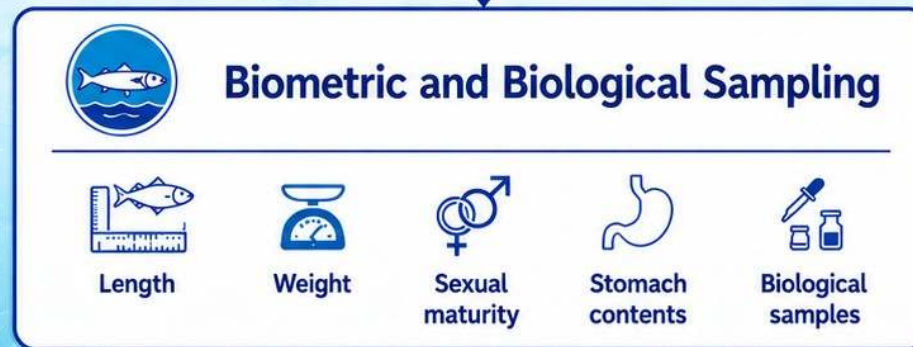 Biometric and Biological Sampling
Length
Weight
Sexual
maturity
Stomach
contents
Biological
samples